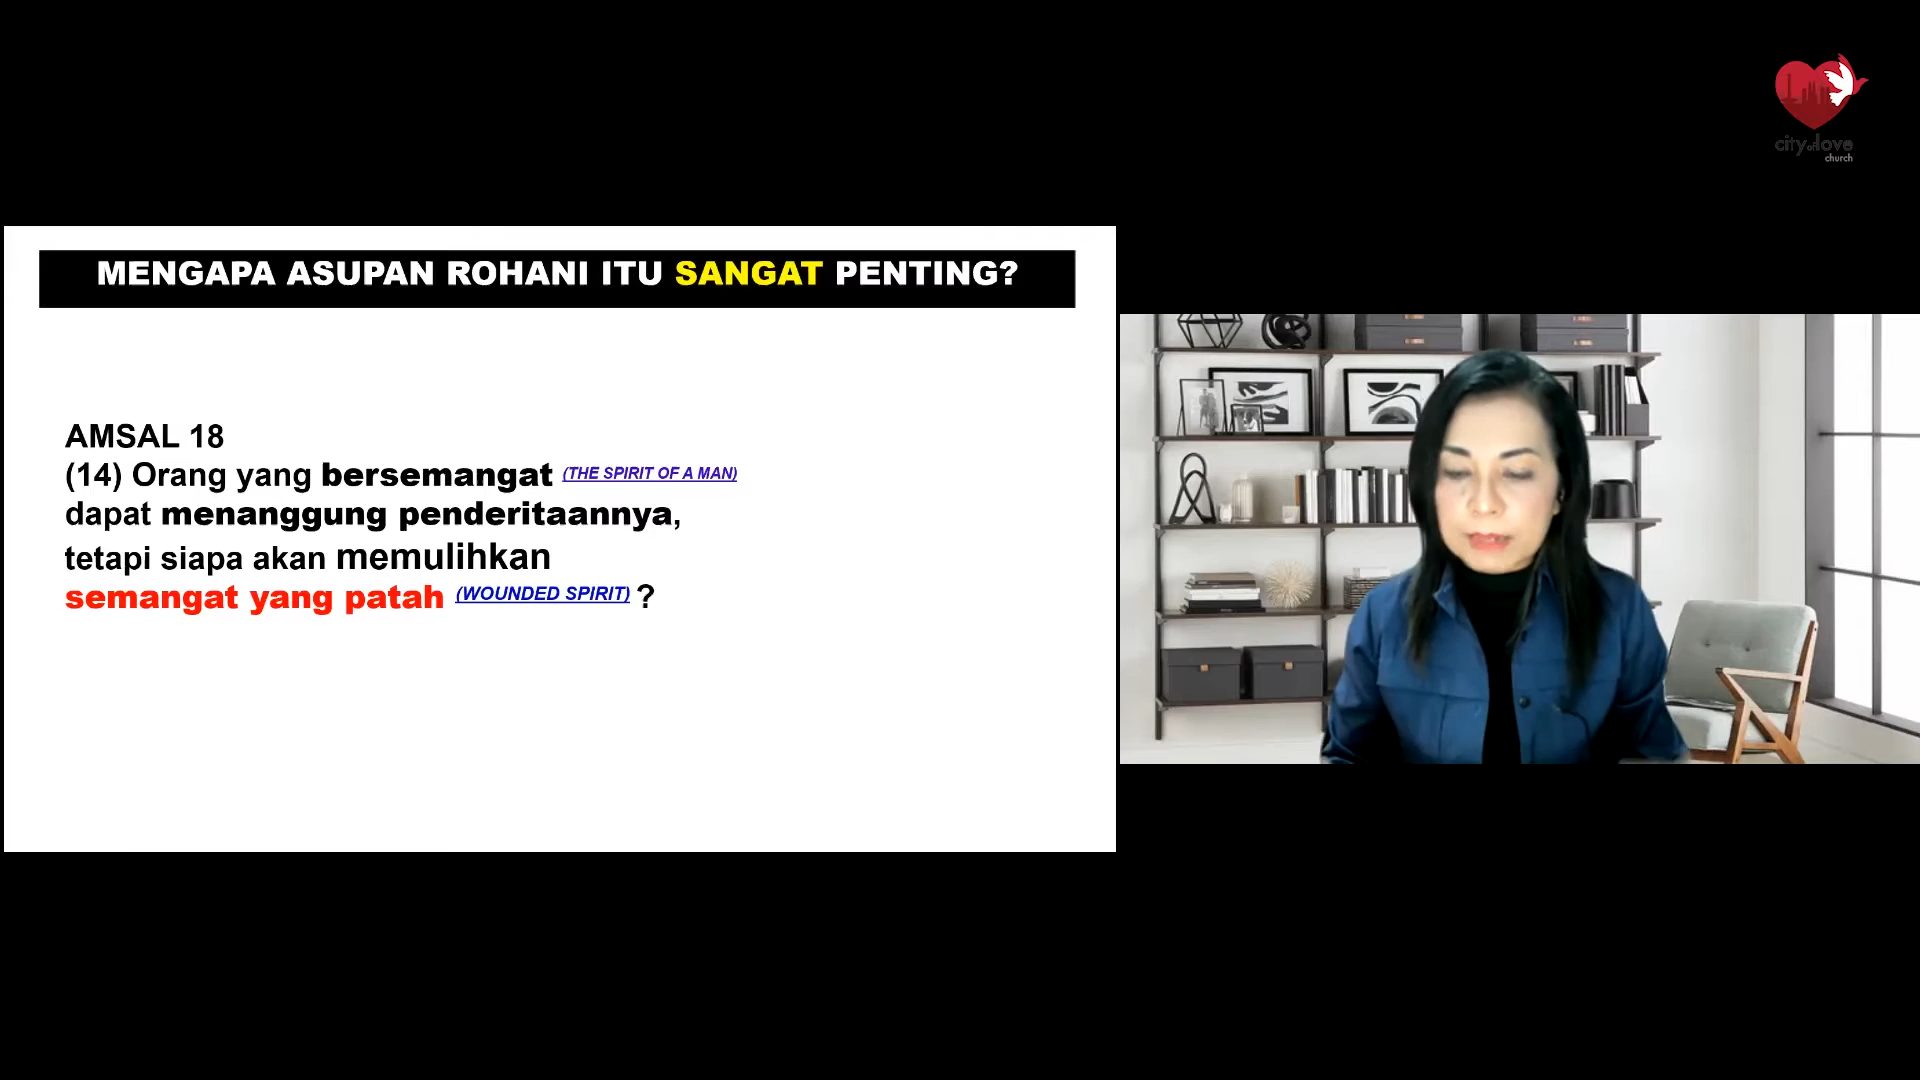 city of love
church
MENGAPA ASUPAN ROHANI ITU SANGAT PENTING?
AMSAL 18
(14) Orang yang bersemangat (THE SPIRIT OF A MAN)
dapat menanggung penderitaannya,
tetapi siapa akan memulihkan
semangat yang patah (WOUNDED SPIRIT) ?